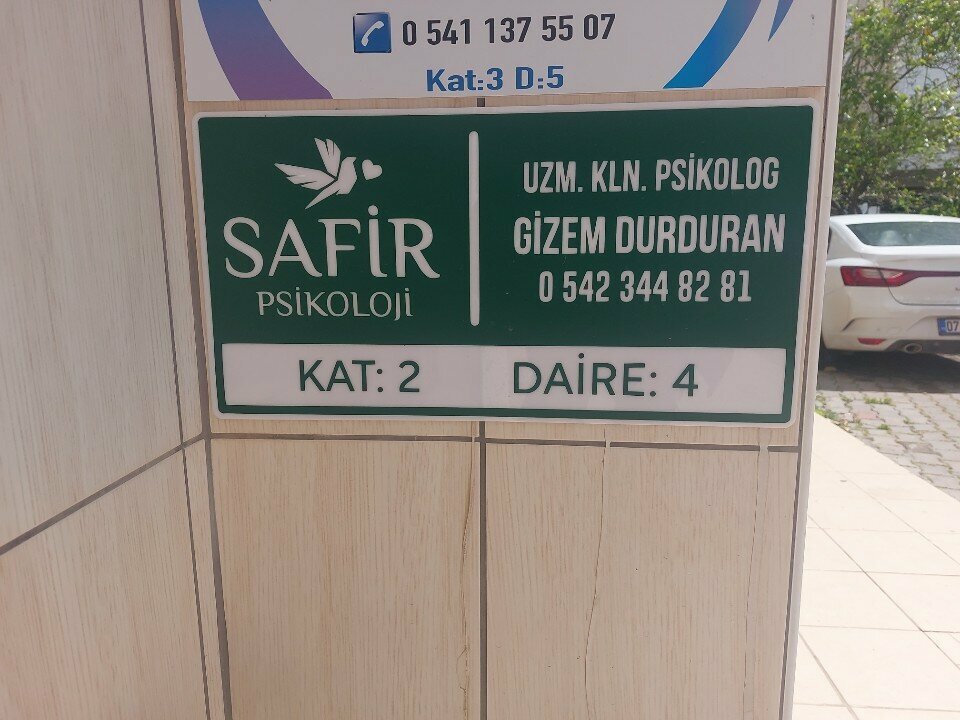 0 541 137 55 07
Kat:3 D:5
SAFİR
PSİKOLOJİ
UZM. KLN. PSİKOLOG
GİZEM DURDURAN
0 542 344 82 81
KAT: 2 DAİRE: 4
07